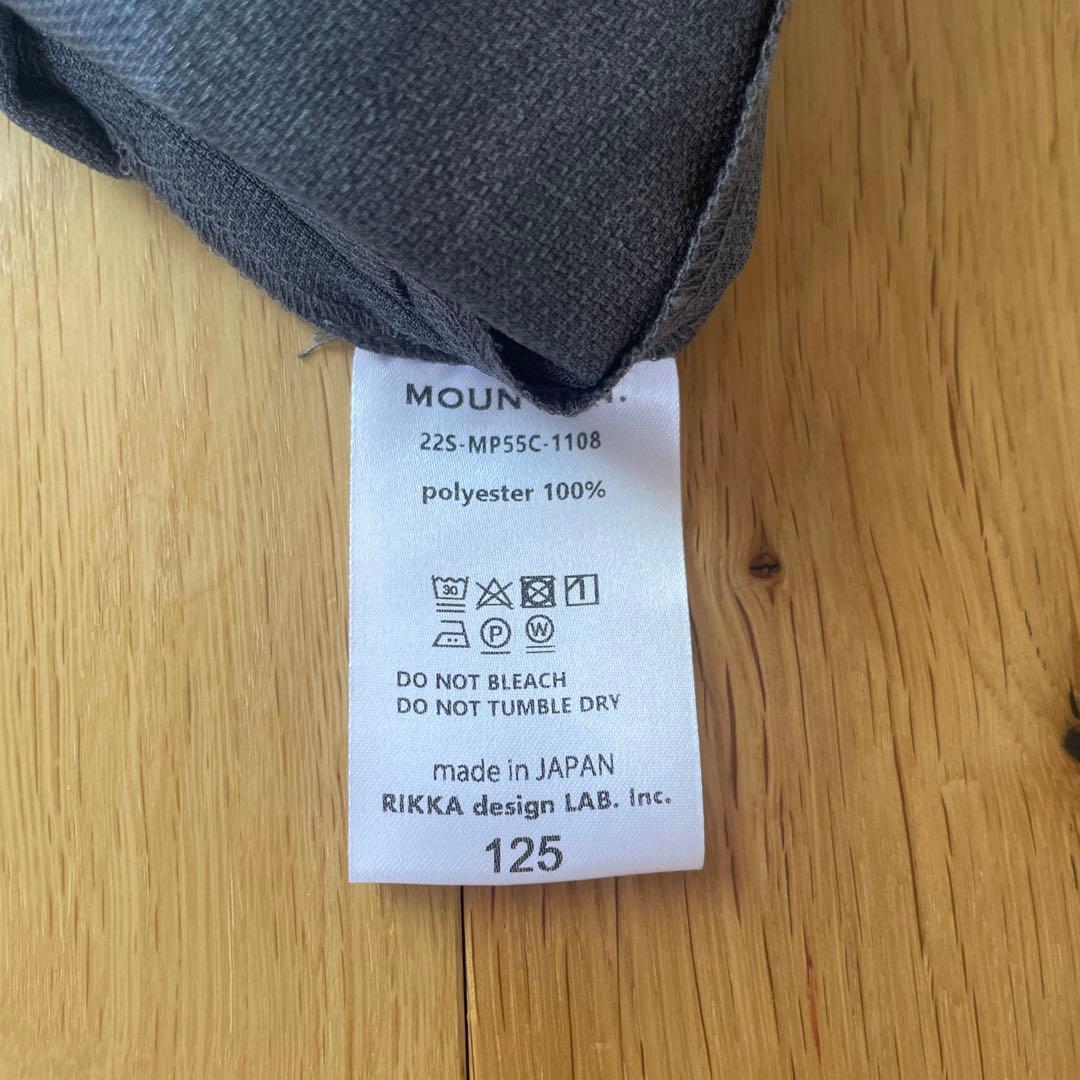 22S-MP55C-1108
polyester 100%
30
P W
DO NOT BLEACH
DO NOT TUMBLE DRY
made in JAPAN
RIKKA design LAB. Inc.
125